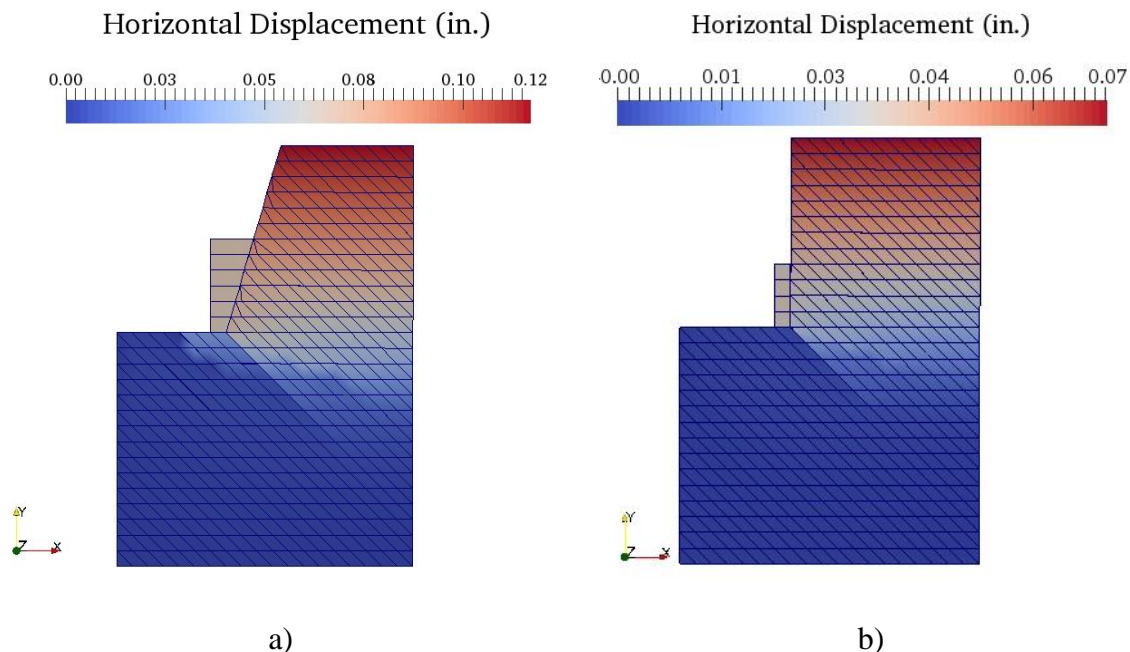 Horizontal Displacement (in.)
0.00 0.03 0.05 0.08 0.10 0.12
Y
Z X
a)
Horizontal Displacement (in.)
-0.00 0.01 0.03 0.04 0.06 0.07
Y
Z X
b)